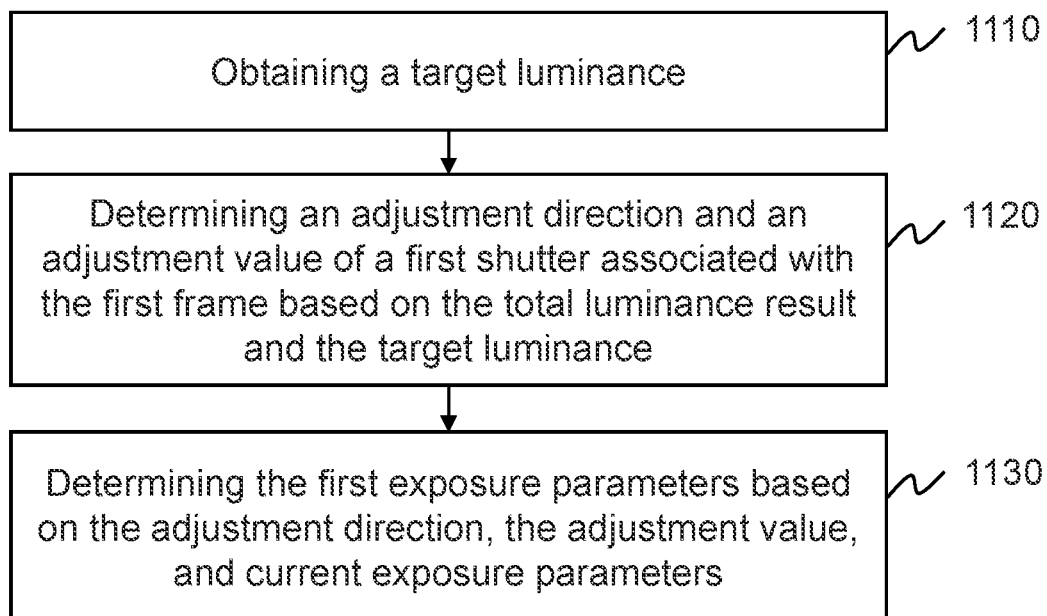 1110
Obtaining a target luminance
1120
Determining an adjustment direction and an
adjustment value of a first shutter associated with
the first frame based on the total luminance result
and the target luminance
1130
Determining the first exposure parameters based
on the adjustment direction, the adjustment value,
and current exposure parameters